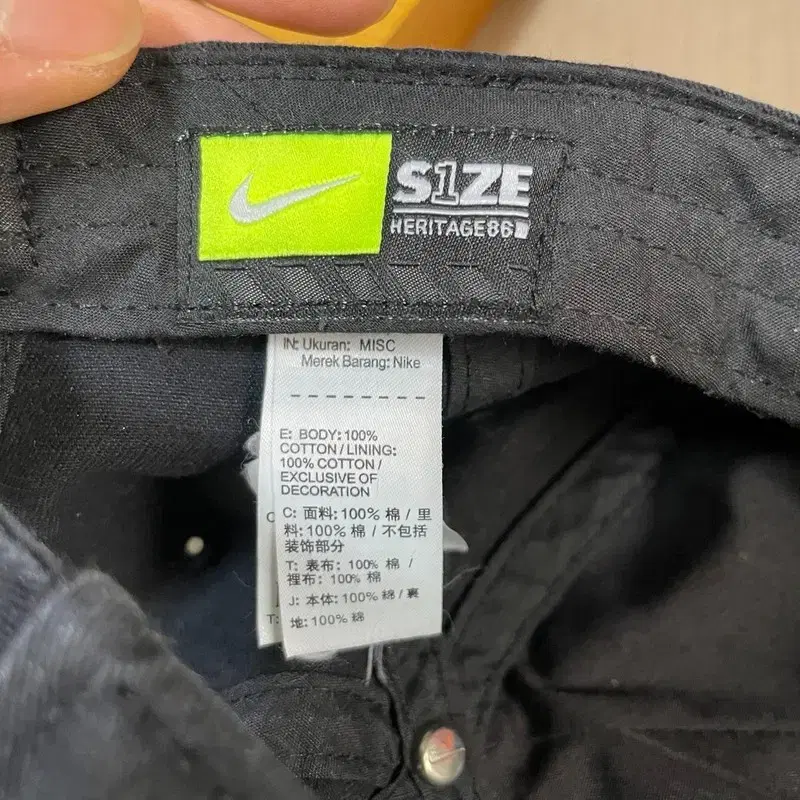 S1ZE
HERITAGE86
IN: Ukuran: MISC
Merek Barang: Nike
E: BODY:100%
COTTON/LINING:
100% COTTON/
EXCLUSIVE OF
DECORATION
C: 面料:100% 棉 / 里
料:100% 棉 / 不包括
装饰部分
T: 表布: 100% 棉 /
裡布: 100% 棉
J: 本体:100% 綿/裏
地:100% 綿